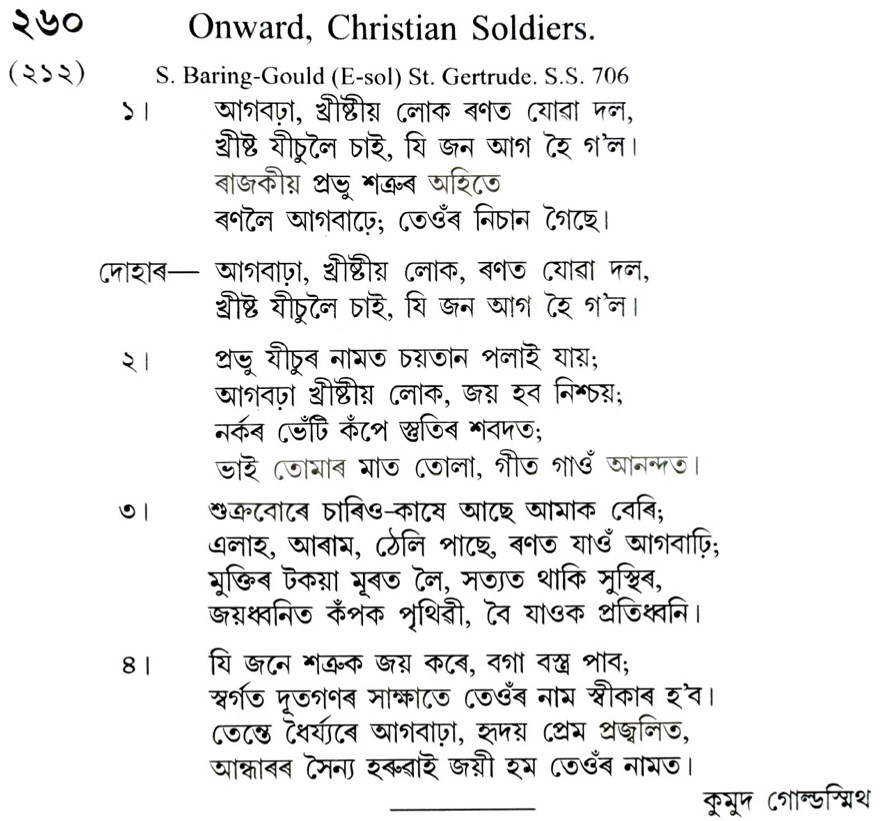 ২৬০ Onward, Christian Soldiers.
(২১২) S. Baring-Gould (E-sol) St. Gertrude. S.S. 706
১। আগবঢ়া, খ্ৰীষ্টীয় লোক ৰণত যোৱা দল,
খ্ৰীষ্ট যীচুলৈ চাই, যি জন আগ হৈ গ'ল।
ৰাজকীয় প্ৰভু শত্ৰুৰ অহিতে
ৰণলৈ আগবাঢ়ে; তেওঁৰ নিচান গৈছে।
দোহাৰ— আগবাঢ়া, খ্ৰীষ্টীয় লোক, ৰণত যোৱা দল,
খ্ৰীষ্ট যীচুলৈ চাই, যি জন আগ হৈ গ'ল।
২। প্ৰভু যীচুৰ নামত চয়তান পলাই যায়;
আগবঢ়া খ্ৰীষ্টীয় লোক, জয় হব নিশ্চয়;
নৰ্কৰ ভেঁটি কঁপে স্তুতিৰ শবদত;
ভাই তোমাৰ মাত তোলা, গীত গাওঁ আনন্দত।
৩। শুক্ৰবোৰে চাৰিও-কাষে আছে আমাক বেৰি;
এলাহ, আৰাম, ঠেলি পাছে, ৰণত যাওঁ আগবাঢ়ি;
মুক্তিৰ টকয়া মূৰত লৈ, সত্যত থাকি সুস্থিৰ,
জয়ধ্বনিত কঁপক পৃথিৱী, বৈ যাওক প্ৰতিধ্বনি।
৪। যি জনে শত্ৰুক জয় কৰে, বগা বস্ত্ৰ পাব;
স্বৰ্গত দূতগণৰ সাক্ষাতে তেওঁৰ নাম স্বীকাৰ হ'ব।
তেন্তে ধৈৰ্য্যৰে আগবাঢ়া, হৃদয় প্ৰেম প্ৰজ্বলিত,
আন্ধাৰৰ সৈন্য হৰুৱাই জয়ী হম তেওঁৰ নামত।
কুমুদ গোল্ডস্মিথ